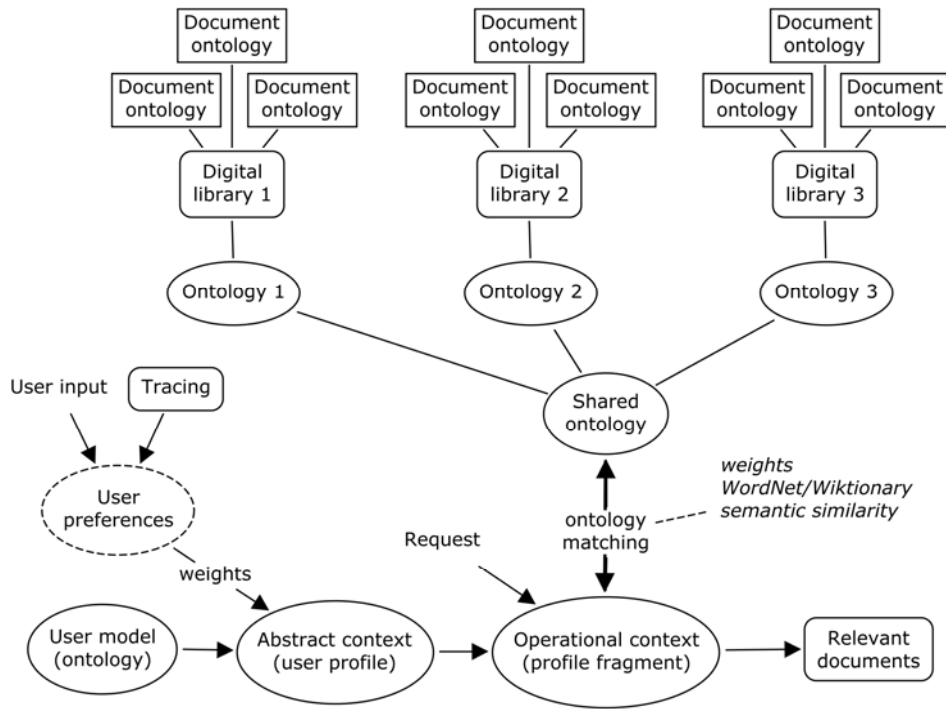 Document
ontology
Document
ontology
Document
ontology
Document
ontology
Document
ontology
Document
ontology
Document
ontology
Document
ontology
Document
ontology
Digital
library 1
Digital
library 2
Digital
library 3
Ontology 1
Ontology 2
Ontology 3
User input
Tracing
Shared
ontology
User
preferences
weights
WordNet/Wiktionary
semantic similarity
ontology
matching
Request
weights
User model
(ontology)
Abstract context
(user profile)
Operational context
(profile fragment)
Relevant
documents